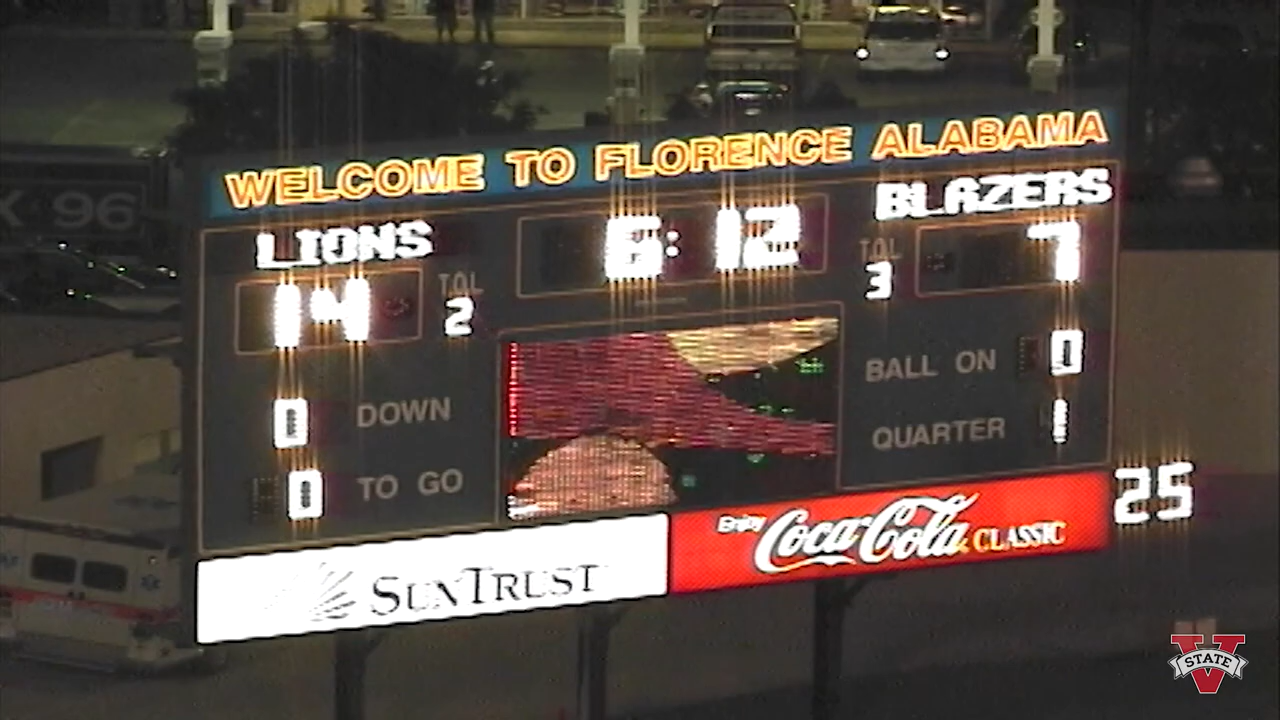 WELCOME TO FLORENCE ALABAMA
X 96
LIONS
6:12
BLAZERS
14
TOL
2
TOL
3
7
0 DOWN
BALL ON 0
0 TO GO
QUARTER 1
25
SUNTRUST
Enjoy Coca-Cola CLASSIC
V STATE